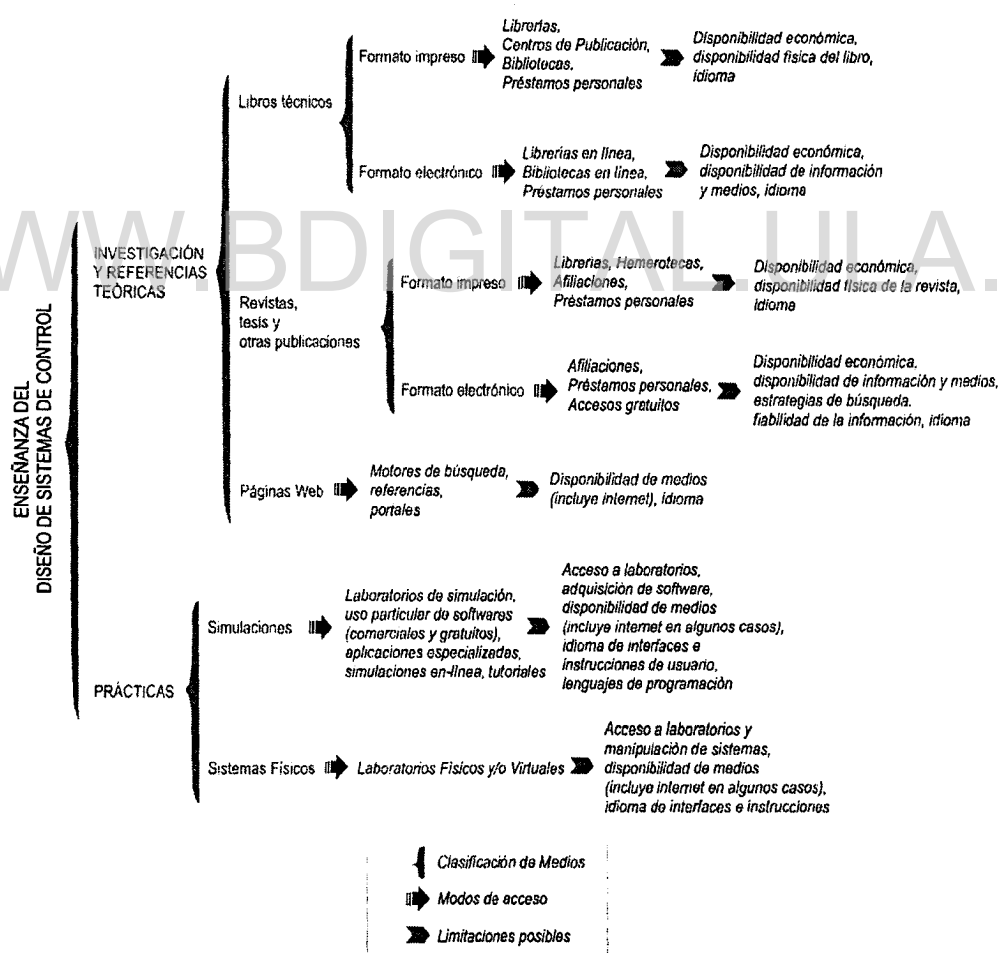 ENSEÑANZA DEL
DISEÑO DE SISTEMAS DE CONTROL
INVESTIGACIÓN
Y REFERENCIAS
TEÓRICAS
Libros técnicos
Formato impreso
Librerías,
Centros de Publicación,
Bibliotecas,
Préstamos personales
Disponibilidad económica,
disponibilidad física del libro,
idioma
Formato electrónico
Librerías en línea,
Bibliotecas en línea,
Préstamos personales
Disponibilidad económica,
disponibilidad de información
y medios, idioma
Revistas,
tesis y
otras publicaciones
Formato impreso
Librerías, Hemerotecas,
Afiliaciones,
Préstamos personales
Disponibilidad económica,
disponibilidad física de la revista,
idioma
Formato electrónico
Afiliaciones,
Préstamos personales,
Accesos gratuitos
Disponibilidad económica,
disponibilidad de información y medios,
estrategias de búsqueda.
fiabilidad de la información, idioma
Páginas Web
Motores de búsqueda,
referencias,
portales
Disponibilidad de medios
(incluye internet), idioma
PRÁCTICAS
Simulaciones
Laboratorios de simulación,
uso particular de softwares
(comerciales y gratuitos),
aplicaciones especializadas,
simulaciones en-línea, tutoriales
Acceso a laboratorios,
adquisición de software,
disponibilidad de medios
(incluye internet en algunos casos),
idioma de interfaces e
instrucciones de usuario,
lenguajes de programación
Sistemas Físicos
Laboratorios Físicos y/o Virtuales
Acceso a laboratorios y
manipulación de sistemas,
disponibilidad de medios
(incluye internet en algunos casos),
idioma de interfaces e instrucciones
Clasificación de Medios
Modos de acceso
Limitaciones posibles
WW.BDIGITAL.ULA.